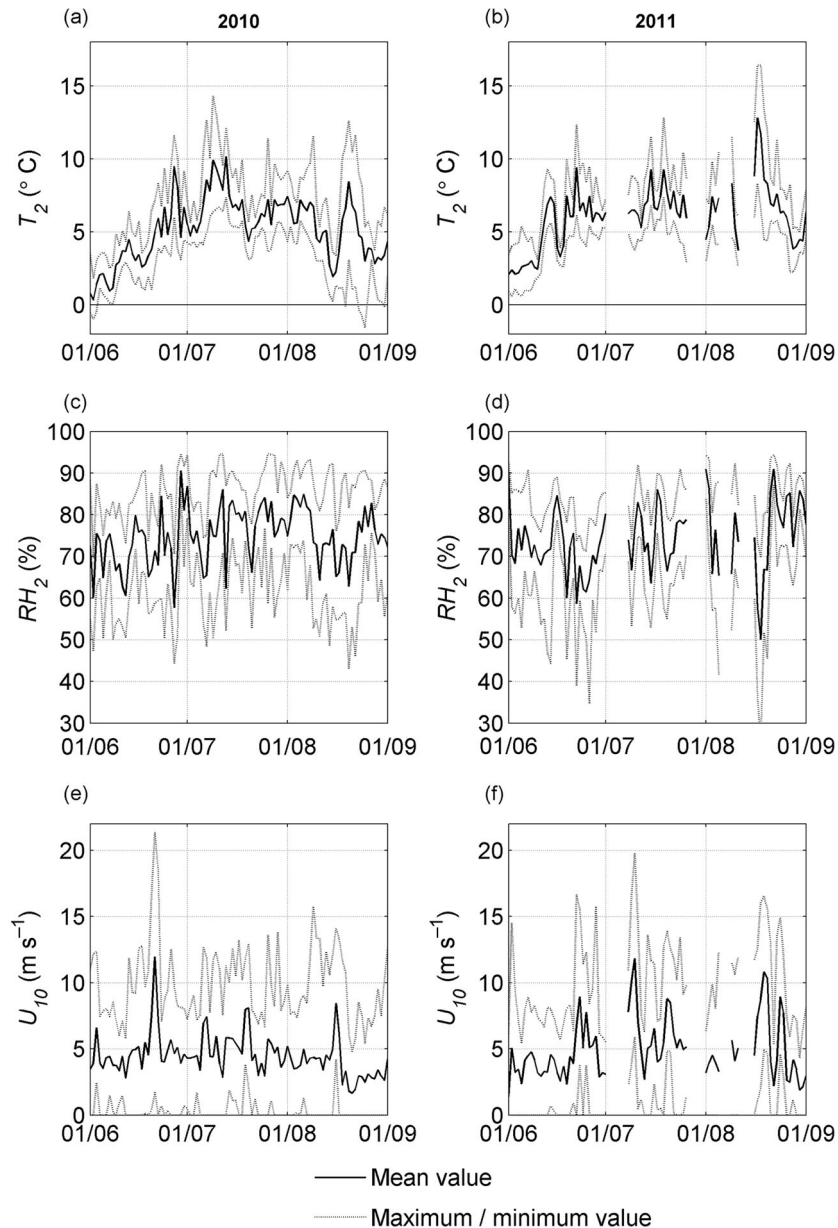 (a) 2010 (b) 2011
15
10
5
0
T2 (° C)
01/06 01/07 01/08 01/09
15
10
5
0
T2 (° C)
01/06 01/07 01/08 01/09
(c)
100
90
80
70
60
50
40
30
RH2 (%)
01/06 01/07 01/08 01/09
(d)
100
90
80
70
60
50
40
30
RH2 (%)
01/06 01/07 01/08 01/09
(e)
20
15
10
5
0
U10 (m s−1)
01/06 01/07 01/08 01/09
(f)
20
15
10
5
0
U10 (m s−1)
01/06 01/07 01/08 01/09
Mean value
Maximum / minimum value